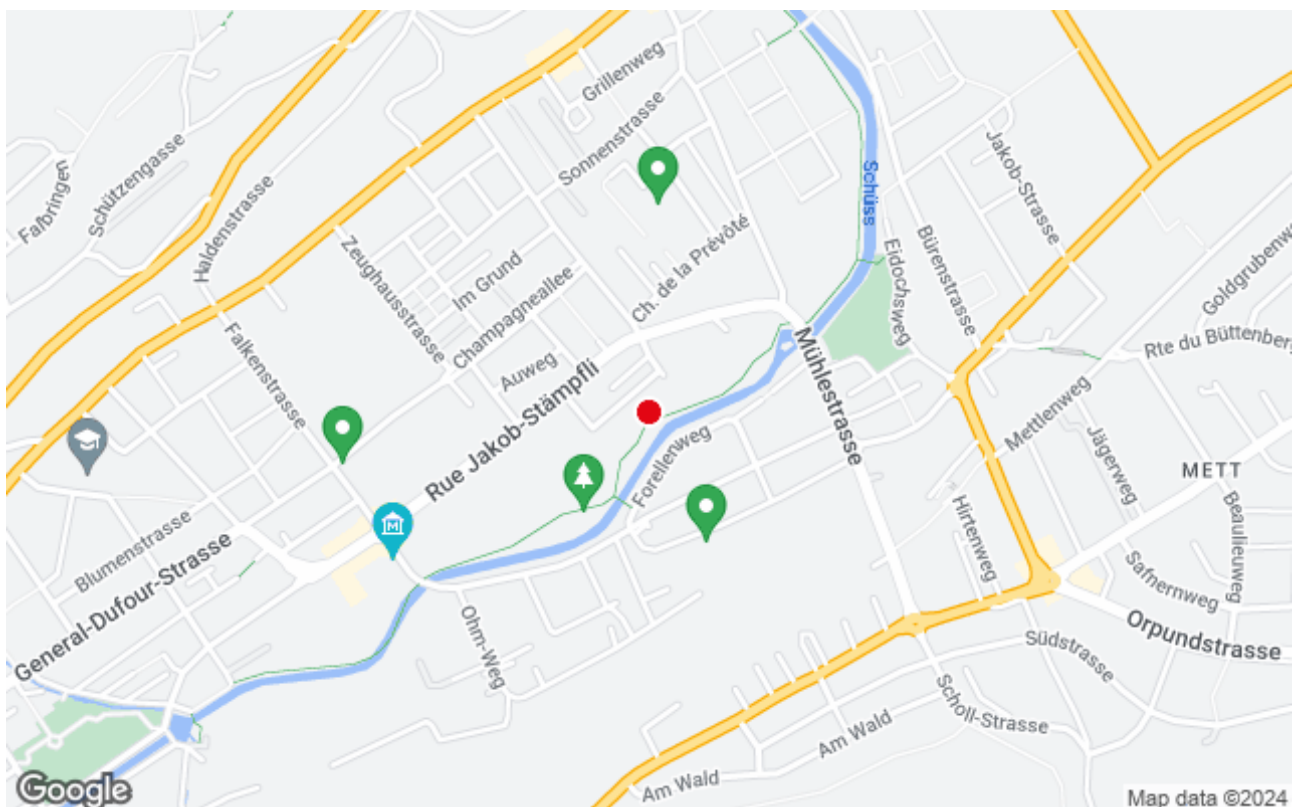 Grillenweg
Sonnenstrasse
Jakob-Strasse
Falbringen
Schützengasse
Haldenstrasse
Schüss
Zeughausstrasse
Im Grund
Champagneallee
Ch. de la Prévôté
Eidochsweg
Bürenstrasse
Goldgrubenw
Rte du Büttenberg
Falkenstrasse
Auweg
Rue Jakob-Stämpfli
Mühlestrasse
Mettlenweg
Jägerweg
METT
Forellenweg
Hirtenweg
Beaulieuweg
Blumenstrasse
General-Dufour-Strasse
M
Ohm-Weg
Safnernweg
Orpundstrasse
Südstrasse
Scholl-Strasse
Am Wald
Am Wald
Google
Map data ©2024